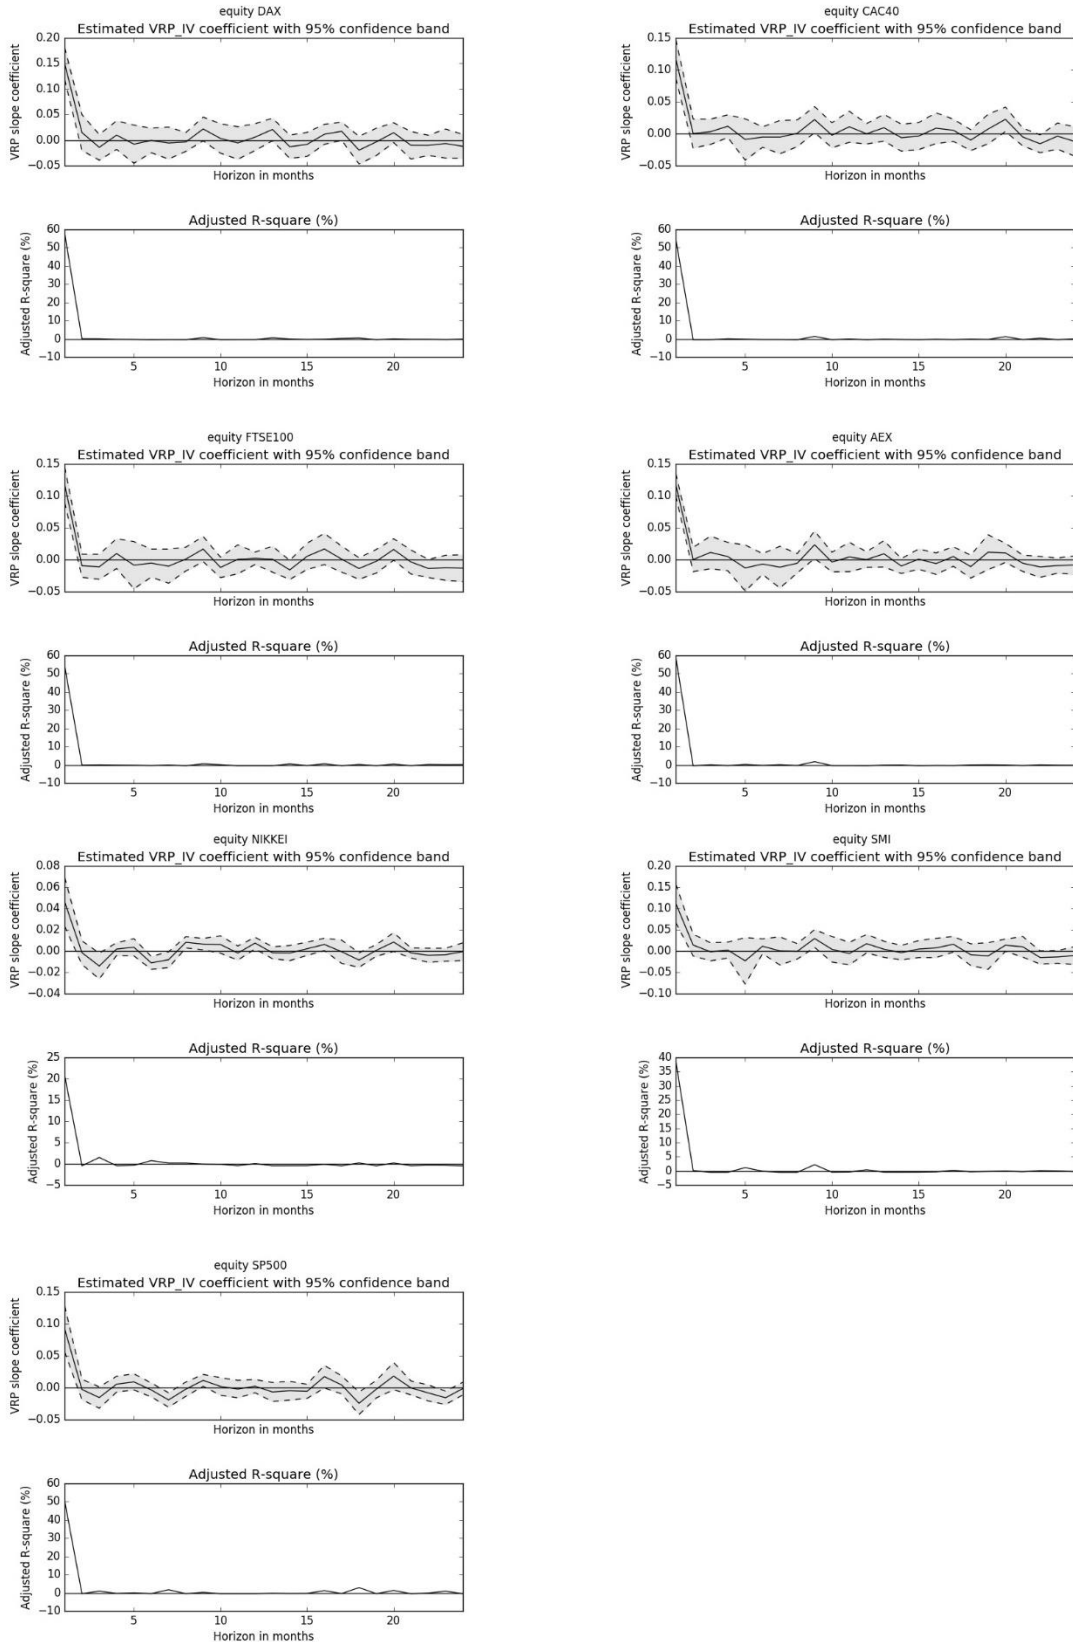 equity DAX
Estimated VRP_IV coefficient with 95% confidence band
VRP slope coefficient
0.20
0.15
0.10
0.05
0.00
−0.05
Horizon in months
Adjusted R-square (%)
Adjusted R-square (%)
60
50
40
30
20
10
0
−10
5 10 15 20
Horizon in months
equity CAC40
Estimated VRP_IV coefficient with 95% confidence band
VRP slope coefficient
0.15
0.10
0.05
0.00
−0.05
Horizon in months
Adjusted R-square (%)
Adjusted R-square (%)
60
50
40
30
20
10
0
−10
5 10 15 20
Horizon in months
equity FTSE100
Estimated VRP_IV coefficient with 95% confidence band
VRP slope coefficient
0.15
0.10
0.05
0.00
−0.05
Horizon in months
Adjusted R-square (%)
Adjusted R-square (%)
60
50
40
30
20
10
0
−10
5 10 15 20
Horizon in months
equity AEX
Estimated VRP_IV coefficient with 95% confidence band
VRP slope coefficient
0.15
0.10
0.05
0.00
−0.05
Horizon in months
Adjusted R-square (%)
Adjusted R-square (%)
60
50
40
30
20
10
0
−10
5 10 15 20
Horizon in months
equity NIKKEI
Estimated VRP_IV coefficient with 95% confidence band
VRP slope coefficient
0.08
0.06
0.04
0.02
0.00
−0.02
−0.04
Horizon in months
Adjusted R-square (%)
Adjusted R-square (%)
25
20
15
10
5
0
−5
5 10 15 20
Horizon in months
equity SMI
Estimated VRP_IV coefficient with 95% confidence band
VRP slope coefficient
0.20
0.15
0.10
0.05
0.00
−0.05
−0.10
Horizon in months
Adjusted R-square (%)
Adjusted R-square (%)
40
35
30
25
20
15
10
5
0
−5
5 10 15 20
Horizon in months
equity SP500
Estimated VRP_IV coefficient with 95% confidence band
VRP slope coefficient
0.15
0.10
0.05
0.00
−0.05
Horizon in months
Adjusted R-square (%)
Adjusted R-square (%)
60
50
40
30
20
10
0
−10
5 10 15 20
Horizon in months